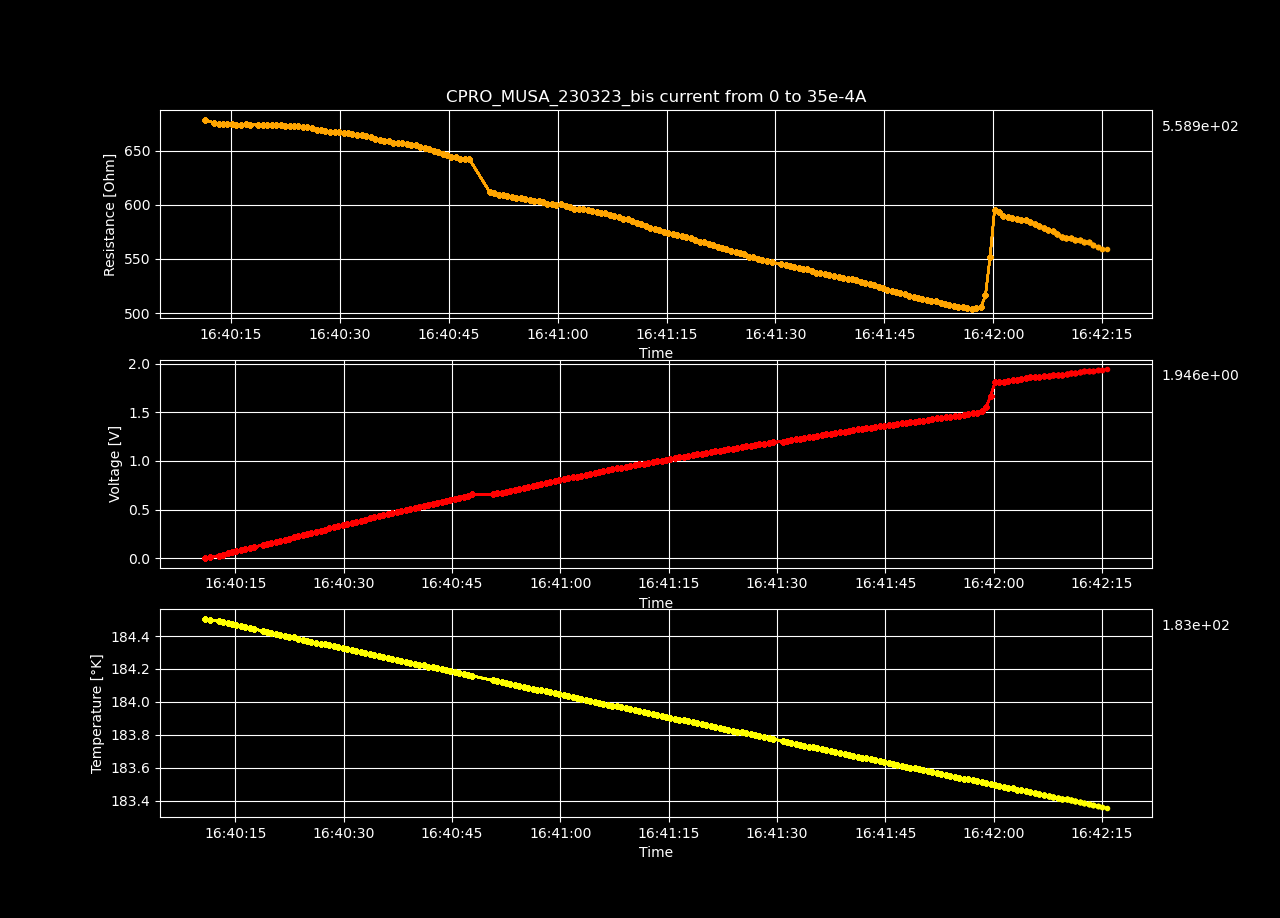 CPRO_MUSA_230323_bis current from 0 to 35e-4A
5.589e+02
Resistance [Ohm]
650
600
550
500
16:40:15 16:40:30 16:40:45 16:41:00 16:41:15 16:41:30 16:41:45 16:42:00 16:42:15
Time
1.946e+00
Voltage [V]
2.0
1.5
1.0
0.5
0.0
16:40:15 16:40:30 16:40:45 16:41:00 16:41:15 16:41:30 16:41:45 16:42:00 16:42:15
Time
1.83e+02
Temperature [°K]
184.4
184.2
184.0
183.8
183.6
183.4
16:40:15 16:40:30 16:40:45 16:41:00 16:41:15 16:41:30 16:41:45 16:42:00 16:42:15
Time